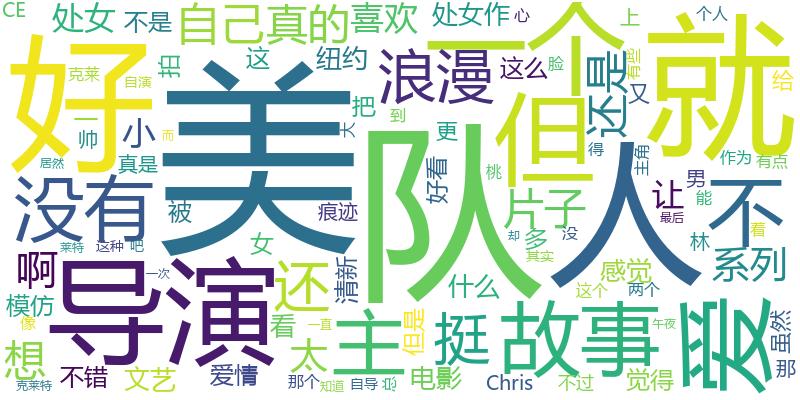 CE
处女
不是
自己真的
喜欢
处女作
心
一个
上
个人
好
美
克莱
自演
拍
这
纽约
浪漫
这么
脸
但
还是
有些
又
就
给
一
帅
小
把
到
大
而
居然
真是
队
更
好看
桃
得
主角
作为
有点
没有
被
痕迹
人
片子
让
男
能
不
最后
看
莱特
这种
吧
女
清新
多
却
没
林
系列
啊
导演
一次
还
什么
其实
感觉
这个
两个
模仿
像
看
一直
主
但是
挺
故事
午夜
爱
那
虽然
想
克莱特
不错
文艺
爱情
太
那个
知道
自导
电影
Chris
不过
觉得